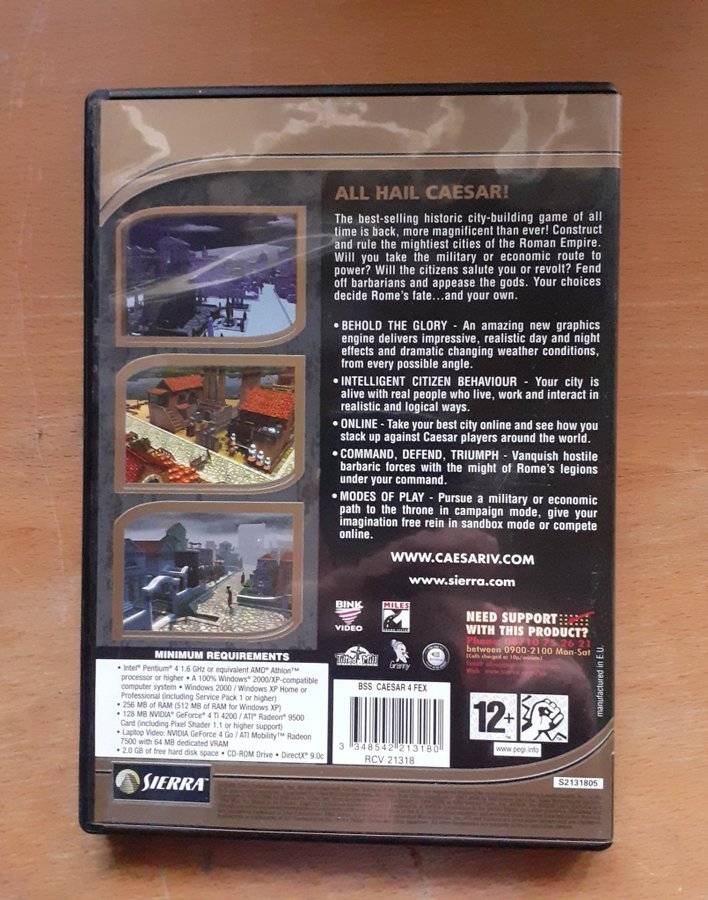 ALL HAIL CAESAR!
The best-selling historic city-building game of all
time is back, more magnificent than ever! Construct
and rule the mightiest cities of the Roman Empire.
Will you take the military or economic route to
power? Will the citizens salute you or revolt? Fend
off barbarians and appease the gods. Your choices
decide Rome's fate...and your own.
• BEHOLD THE GLORY - An amazing new graphics
engine delivers impressive, realistic day and night
effects and dramatic changing weather conditions,
from every possible angle.
• INTELLIGENT CITIZEN BEHAVIOUR - Your city is
alive with real people who live, work and interact in
realistic and logical ways.
• ONLINE - Take your best city online and see how you
stack up against Caesar players around the world.
• COMMAND, DEFEND, TRIUMPH - Vanquish hostile
barbaric forces with the might of Rome's legions
under your command.
• MODES OF PLAY - Pursue a military or economic
path to the throne in campaign mode, give your
imagination free rein in sandbox mode or compete
online.
WWW.CAESARIV.COM
www.sierra.com
BINK
VIDEO
MILES
Tilted Mill
Granny
NEED SUPPORT
WITH THIS PRODUCT?
between 0900-2100 Mon-Sat
manufactured in E.U.
MINIMUM REQUIREMENTS
• Intel® Pentium® 4 1.6 GHz or equivalent AMD® Athlon™
processor or higher • A 100% Windows® 2000/XP-compatible
computer system • Windows 2000 / Windows XP Home or
Professional (including Service Pack 1 or higher)
• 256 MB of RAM (512 MB of RAM for Windows XP)
• 128 MB NVIDIA® GeForce® 4 Ti 4200 / ATI® Radeon® 9500
Card (including Pixel Shader 1.1 or higher support)
• Laptop Video: NVIDIA GeForce 4 Go / ATI Mobility™ Radeon
7500 with 64 MB dedicated VRAM
• 2.0 GB of free hard disk space • CD-ROM Drive • DirectX® 9.0c
BSS CAESAR 4 FEX
3 348542 213180
RCV 21318
12+
www.pegi.info
SIERRA™
S2131805